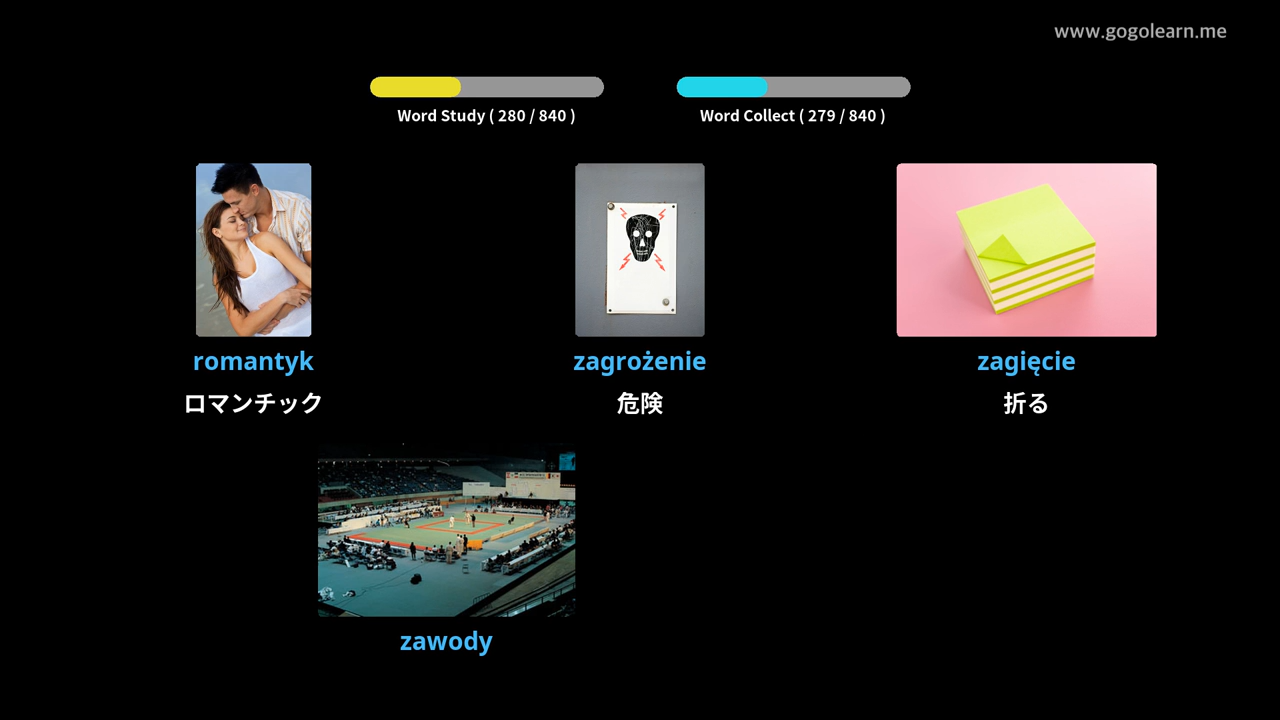 www.gogolearn.me
Word Study ( 280 / 840 )
Word Collect ( 279 / 840 )
romantyk
zagrożenie
zagięcie
ロマンチック
危険
折る
zawody